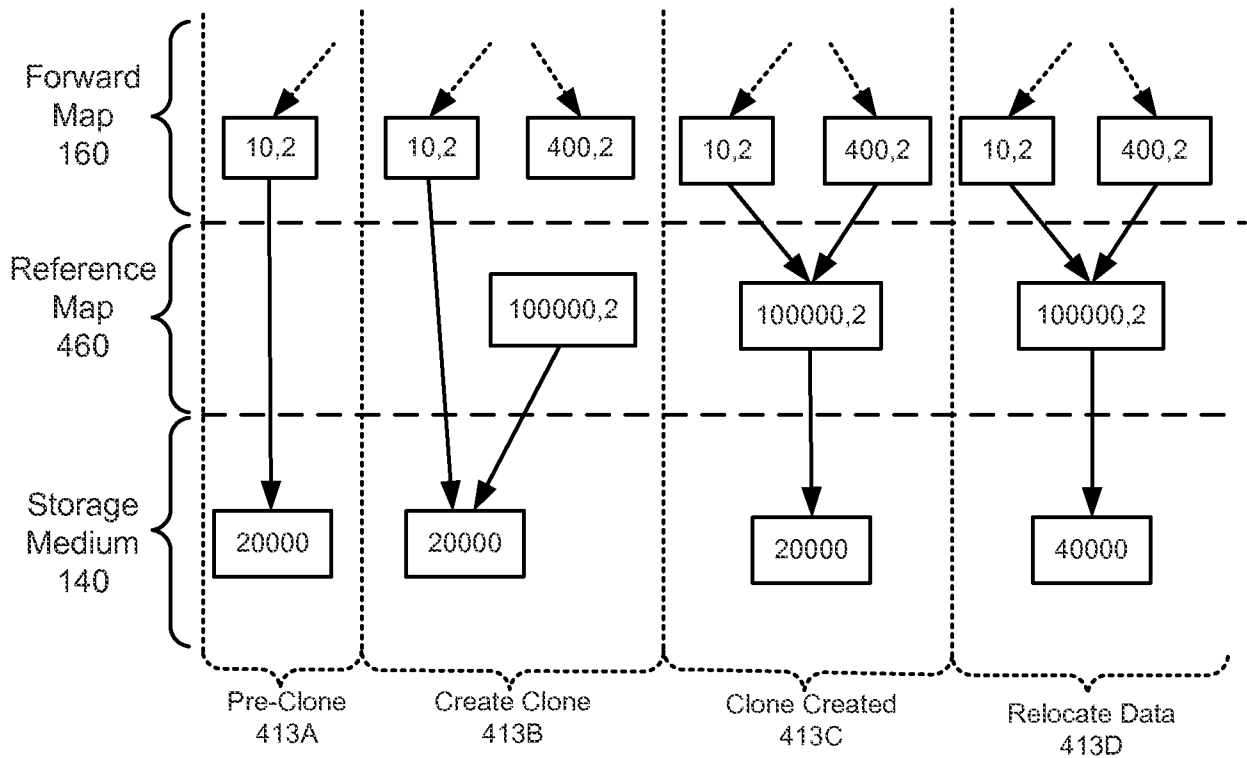 Forward
Map
160
10,2
10,2
400,2
10,2
400,2
10,2
400,2
Reference
Map
460
100000,2
100000,2
100000,2
Storage
Medium
140
20000
20000
20000
40000
Pre-Clone
413A
Create Clone
413B
Clone Created
413C
Relocate Data
413D